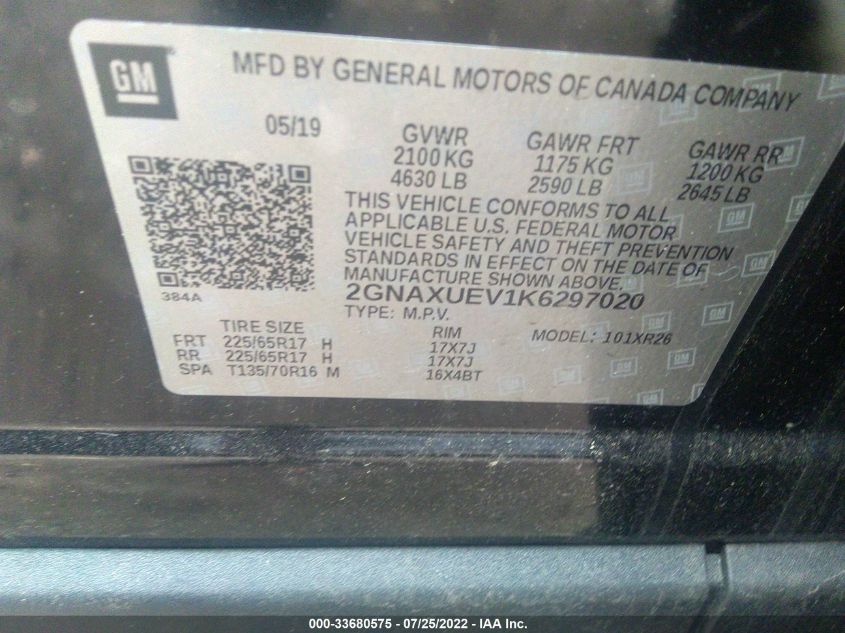 GM
MFD BY GENERAL MOTORS OF CANADA COMPANY
05/19
GVWR
2100 KG
4630 LB
GAWR FRT
1175 KG
2590 LB
GAWR RR
1200 KG
2645 LB
THIS VEHICLE CONFORMS TO ALL
APPLICABLE U.S. FEDERAL MOTOR
VEHICLE SAFETY AND THEFT PREVENTION
STANDARDS IN EFFECT ON THE DATE OF
MANUFACTURE SHOWN ABOVE.
384A
2GNAXUEV1K6297020
TYPE: M.P.V.
MODEL: 101XR26
TIRE SIZE RIM
FRT 225/65R17 H 17X7J
RR 225/65R17 H 17X7J
SPA T135/70R16 M 16X4BT
000-33680575 - 07/25/2022 - IAA Inc.